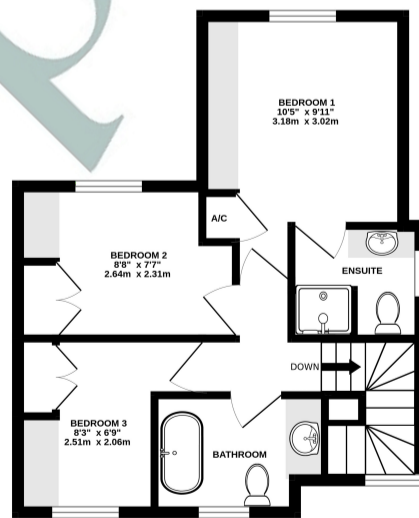 BEDROOM 1
10'5" x 9'11"
3.18m x 3.02m
A/C
BEDROOM 2
8'8" x 7'7"
2.64m x 2.31m
ENSUITE
DOWN
BEDROOM 3
8'3" x 6'9"
2.51m x 2.06m
BATHROOM